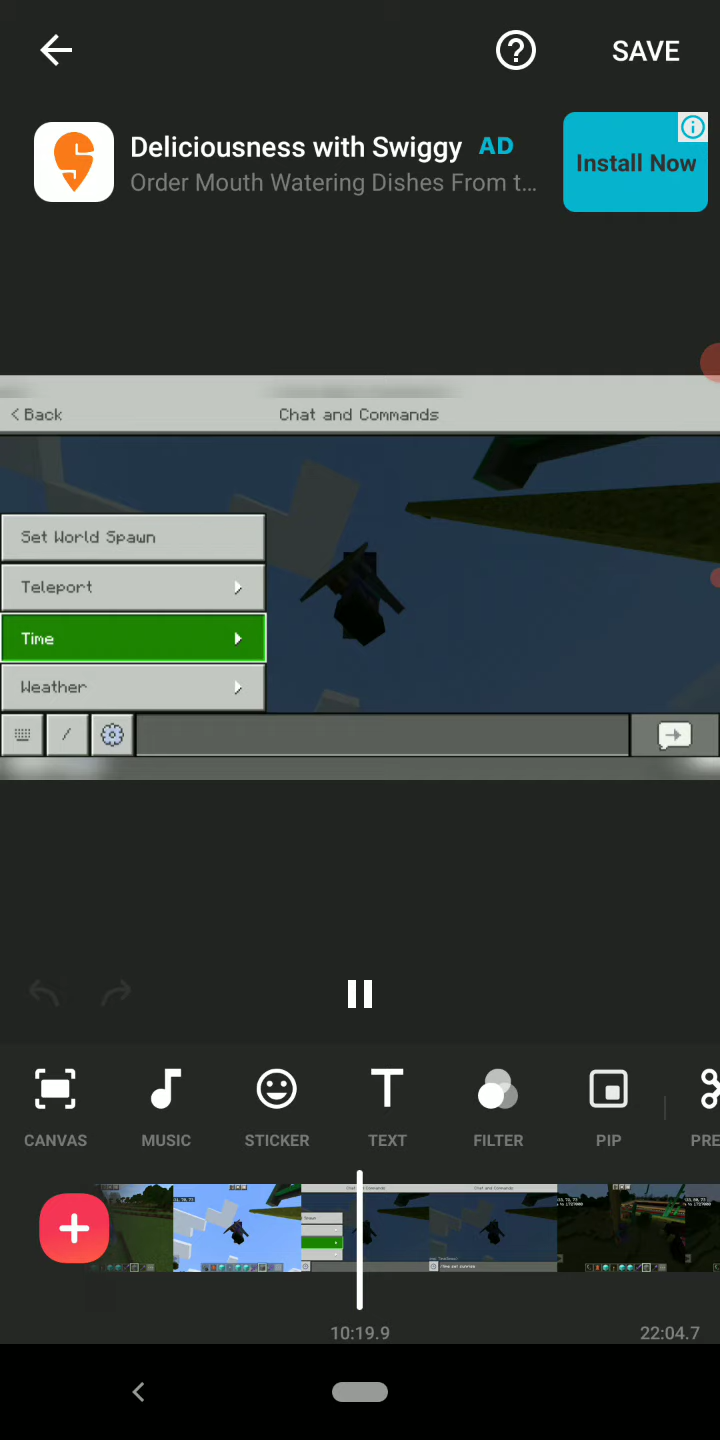 SAVE
Deliciousness with Swiggy AD
Order Mouth Watering Dishes From t...
Install Now
Back
Chat and Commands
Set World Spawn
Teleport
Time
Weather
/
CANVAS
MUSIC
STICKER
TEXT
FILTER
PIP
PRE
10:19.9
22:04.7